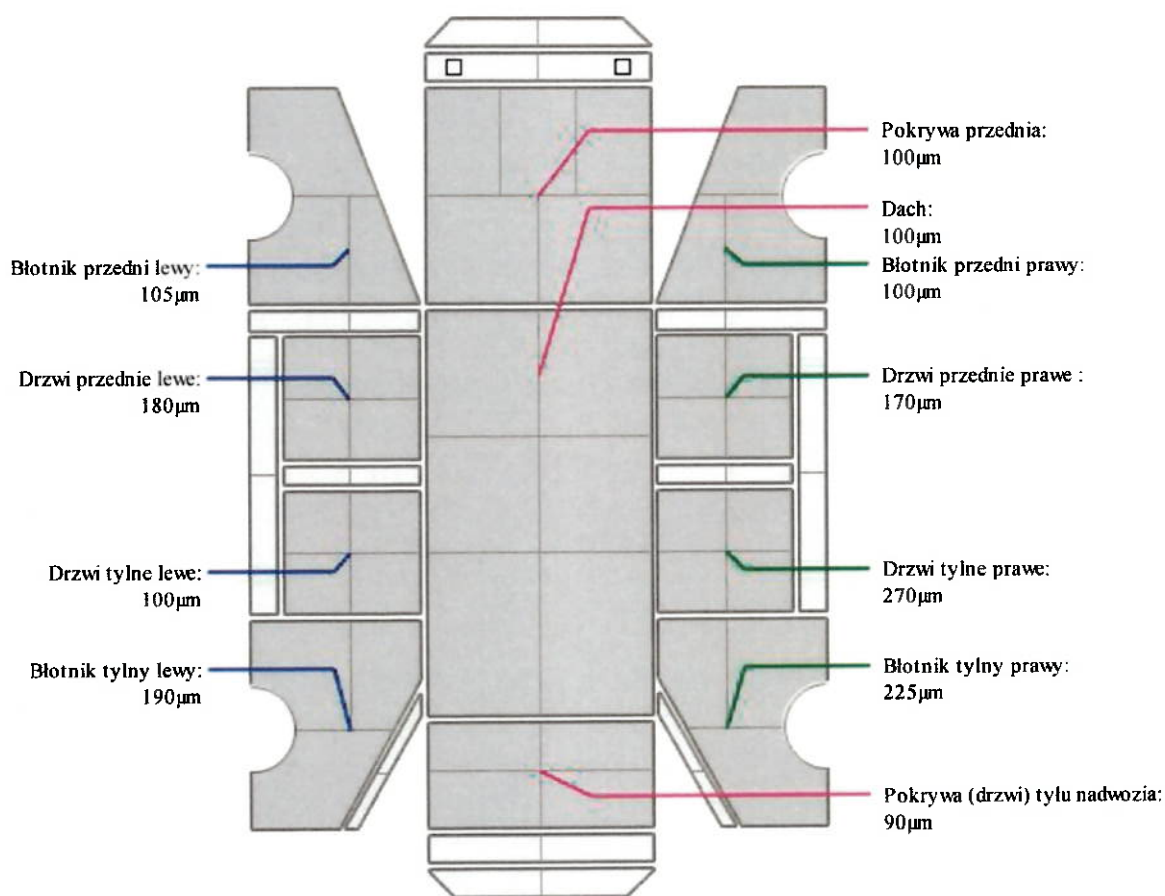 Pokrywa przednia:
100µm
Dach:
100µm
Błotnik przedni lewy:
105µm
Błotnik przedni prawy:
100µm
Drzwi przednie lewe:
180µm
Drzwi przednie prawe :
170µm
Drzwi tylne lewe:
100µm
Drzwi tylne prawe:
270µm
Błotnik tylny lewy:
190µm
Błotnik tylny prawy:
225µm
Pokrywa (drzwi) tyłu nadwozia:
90µm